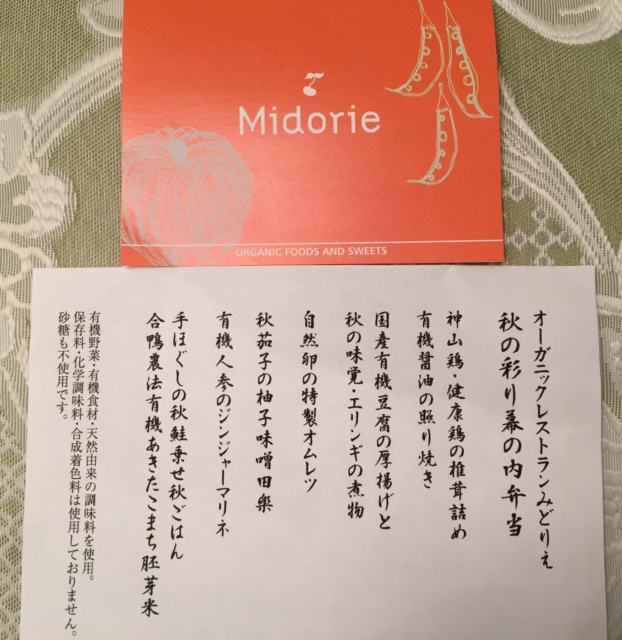 Midorie
ORGANIC FOODS AND SWEETS
オーガニックレストランみどりえ
秋の彩り幕の内弁当
神山鶏・健康鶏の椎茸詰め
有機醤油の照り焼き
国産有機豆腐の厚揚げと
秋の味覚・エリンギの煮物
自然卵の特製オムレツ
秋茄子の柚子味噌田楽
有機人参のジンジャーマリネ
手ほぐしの秋鮭乗せ秋ごはん
合鴨農法有機あきたこまち胚芽米
有機野菜・有機食材・天然由来の調味料を使用。
保存料・化学調味料・合成着色料は使用しておりません。
砂糖も不使用です。